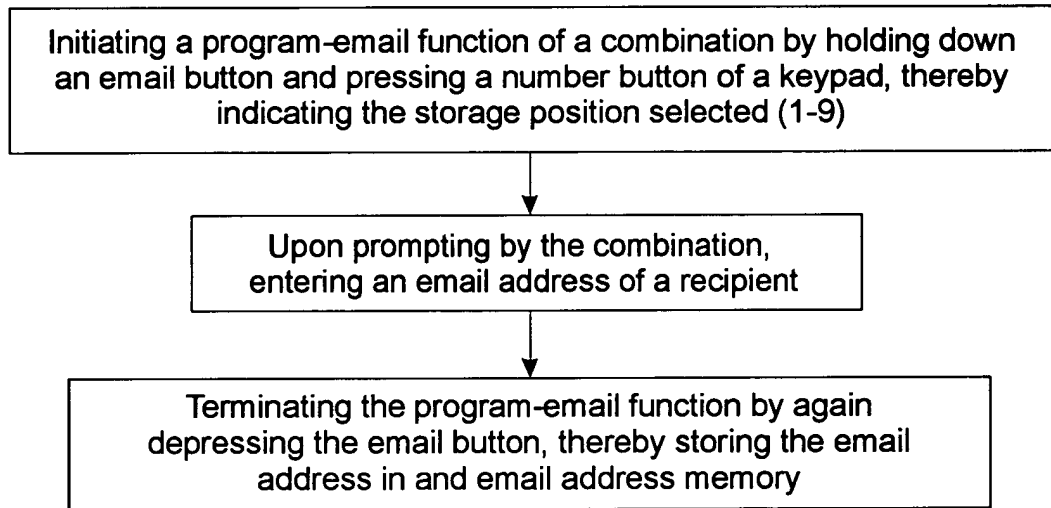 Initiating a program-email function of a combination by holding down
an email button and pressing a number button of a keypad, thereby
indicating the storage position selected (1-9)
Upon prompting by the combination,
entering an email address of a recipient
Terminating the program-email function by again
depressing the email button, thereby storing the email
address in and email address memory